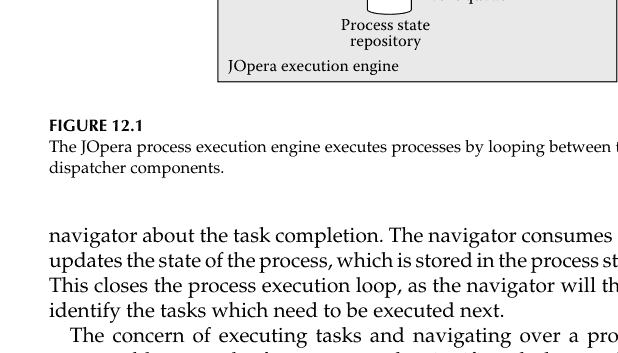 Process state
repository
JOpera execution engine
FIGURE 12.1
The JOpera process execution engine executes processes by looping between
dispatcher components.
navigator about the task completion. The navigator consumes
updates the state of the process, which is stored in the process
This closes the process execution loop, as the navigator will
identify the tasks which need to be executed next.
The concern of executing tasks and navigating over a